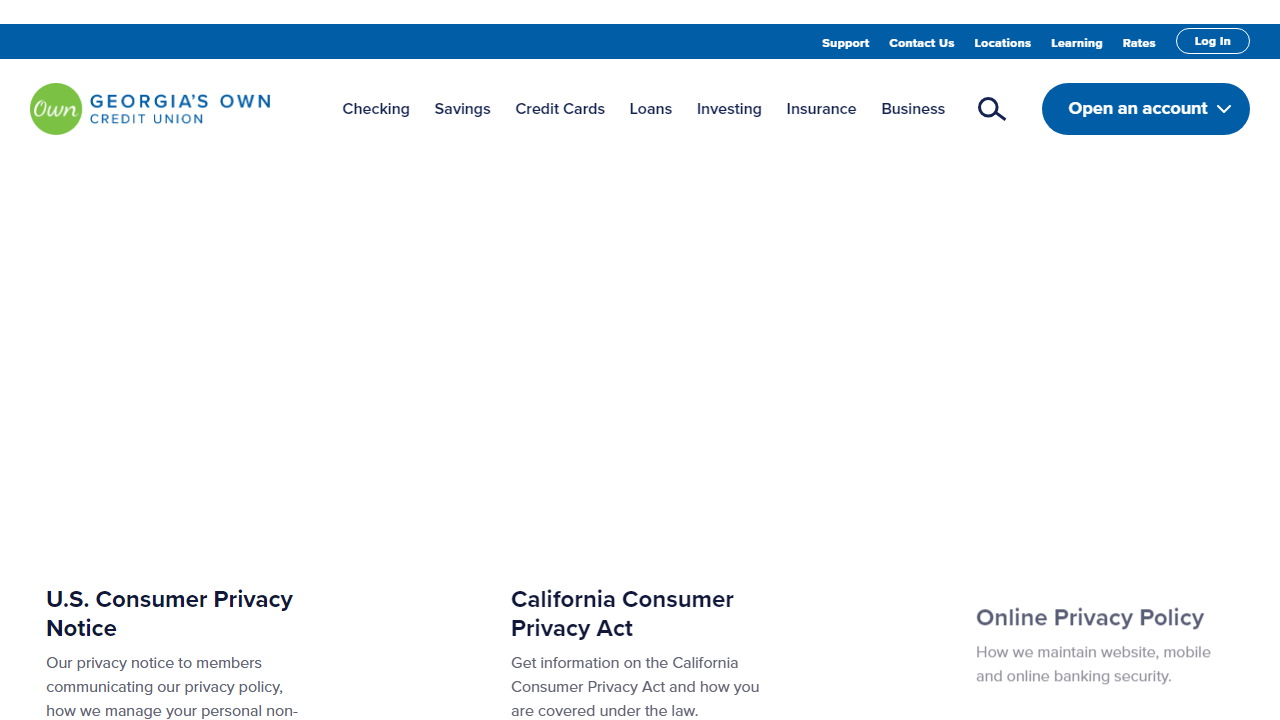 Support Contact Us Locations Learning Rates Log In
Own GEORGIA'S OWN
CREDIT UNION
Checking Savings Credit Cards Loans Investing Insurance Business Open an account
U.S. Consumer Privacy
Notice
Our privacy notice to members
communicating our privacy policy,
how we manage your personal non-
California Consumer
Privacy Act
Get information on the California
Consumer Privacy Act and how you
are covered under the law.
Online Privacy Policy
How we maintain website, mobile
and online banking security.